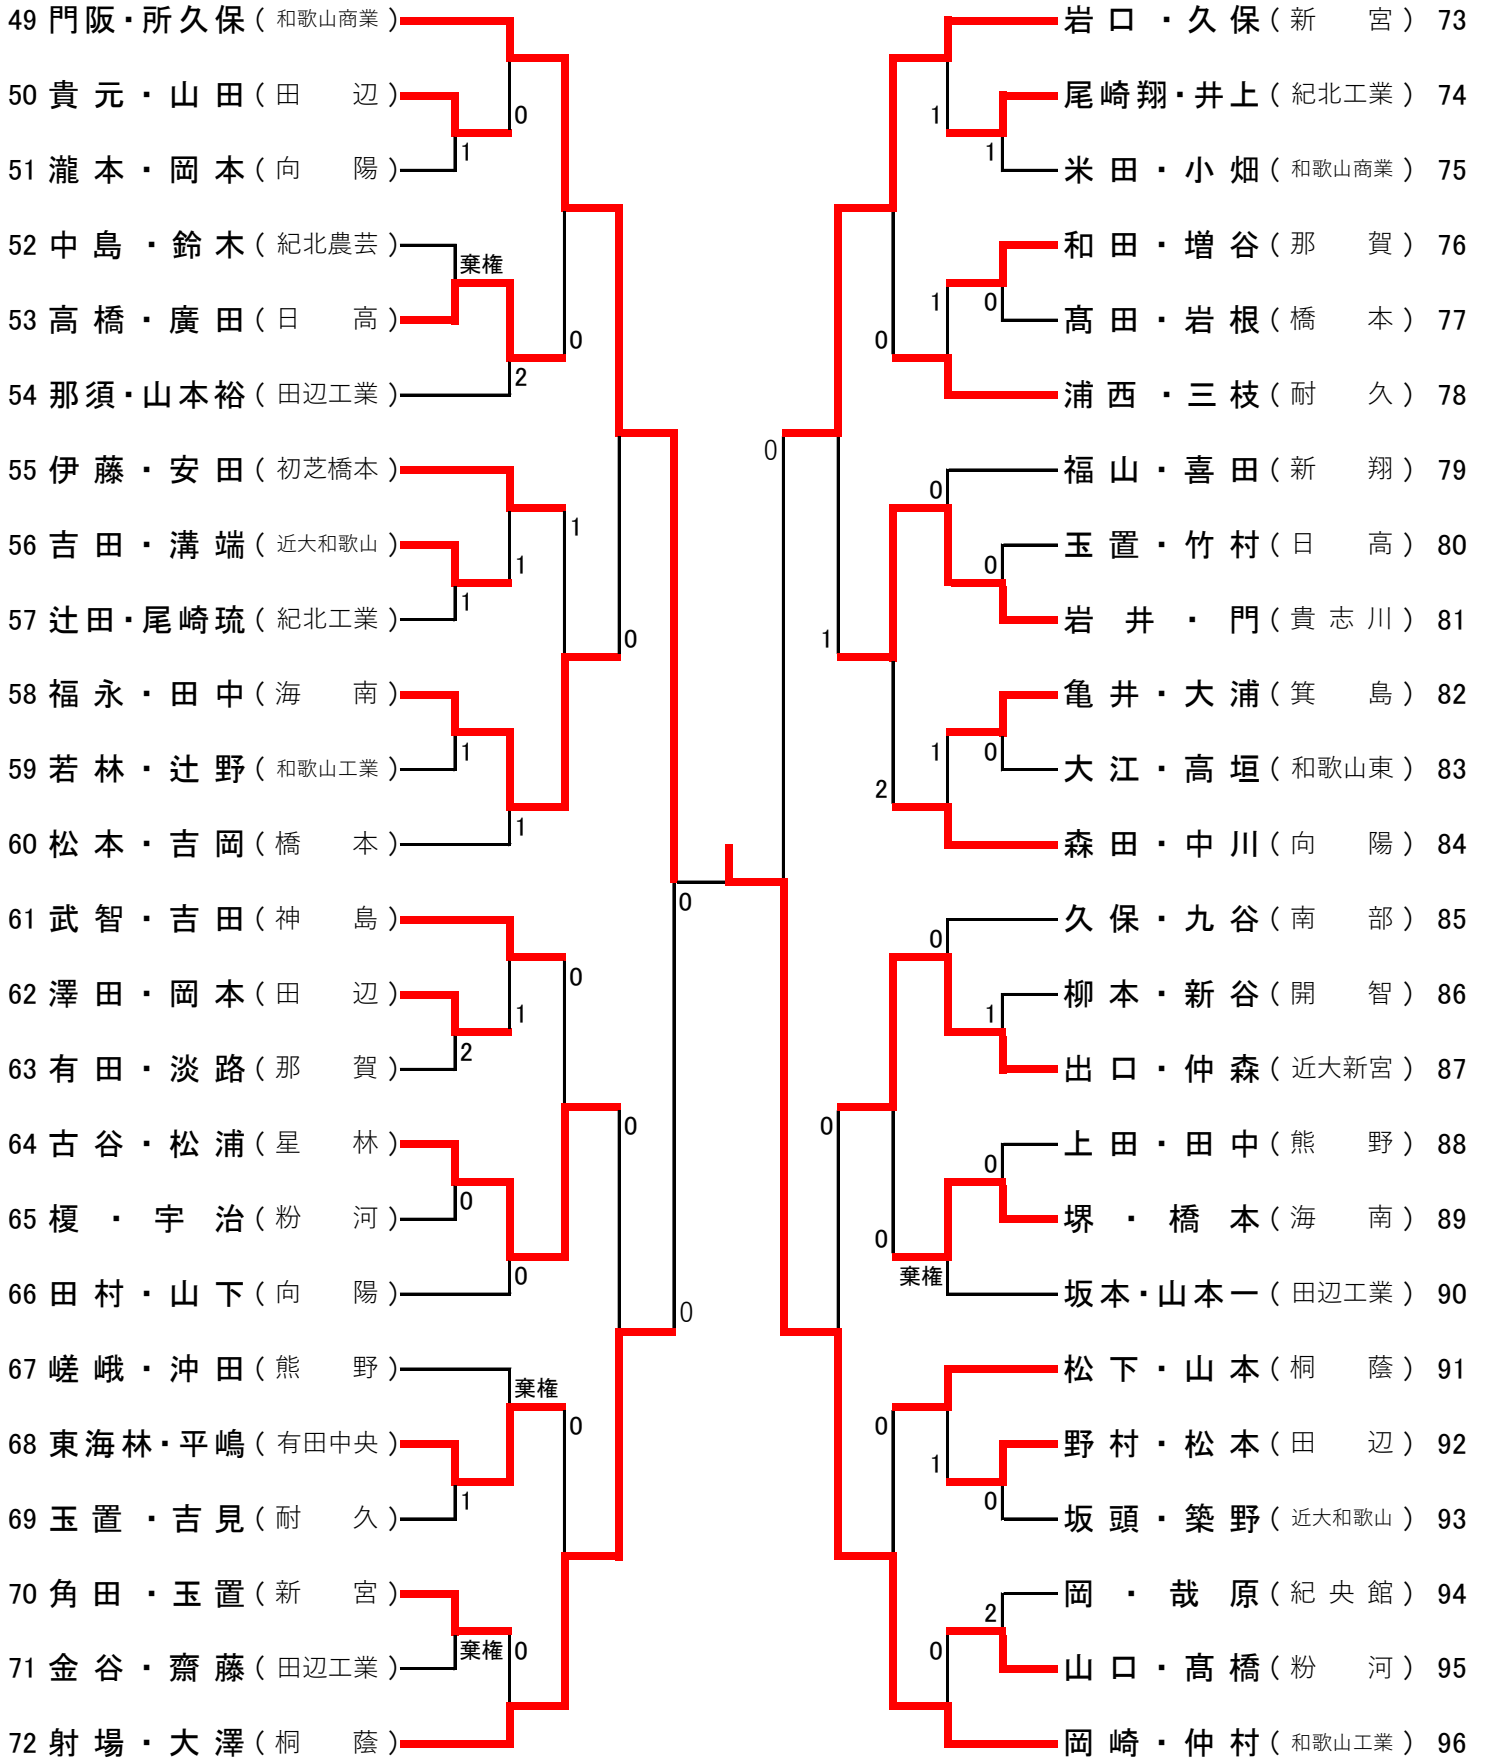 49 門阪・所久保 ( 和歌山商業 )
50 貴元・山田 ( 田 辺 )
0
51 瀧本・岡本 ( 向 陽 )
1
52 中島・鈴木 ( 紀北農芸 )
棄権
53 高橋・廣田 ( 日 高 )
0
54 那須・山本裕 ( 田辺工業 )
2
55 伊藤・安田 ( 初芝橋本 )
1
56 吉田・溝端 ( 近大和歌山 )
1
57 辻田・尾崎琉 ( 紀北工業 )
1
0
58 福永・田中 ( 海 南 )
59 若林・辻野 ( 和歌山工業 )
1
60 松本・吉岡 ( 橋 本 )
1
0
61 武智・吉田 ( 神 島 )
0
62 澤田・岡本 ( 田 辺 )
1
63 有田・淡路 ( 那 賀 )
2
0
64 古谷・松浦 ( 星 林 )
65 榎・宇治 ( 粉 河 )
0
66 田村・山下 ( 向 陽 )
0
0
67 嵯峨・沖田 ( 熊 野 )
棄権
0
68 東海林・平嶋 ( 有田中央 )
69 玉置・吉見 ( 耐 久 )
1
70 角田・玉置 ( 新 宮 )
棄権
0
71 金谷・齋藤 ( 田辺工業 )
72 射場・大澤 ( 桐 蔭 )
岩口・久保 ( 新 宮 ) 73
尾崎翔・井上 ( 紀北工業 ) 74
1
1
米田・小畑 ( 和歌山商業 ) 75
和田・増谷 ( 那 賀 ) 76
1
0
髙田・岩根 ( 橋 本 ) 77
0
浦西・三枝 ( 耐 久 ) 78
0
福山・喜田 ( 新 翔 ) 79
0
玉置・竹村 ( 日 高 ) 80
0
岩井・門 ( 貴志川 ) 81
1
亀井・大浦 ( 箕 島 ) 82
1
0
大江・高垣 ( 和歌山東 ) 83
2
森田・中川 ( 向 陽 ) 84
久保・九谷 ( 南 部 ) 85
0
柳本・新谷 ( 開 智 ) 86
1
出口・仲森 ( 近大新宮 ) 87
0
上田・田中 ( 熊 野 ) 88
0
堺・橋本 ( 海 南 ) 89
0
棄権
坂本・山本一 ( 田辺工業 ) 90
松下・山本 ( 桐 蔭 ) 91
0
野村・松本 ( 田 辺 ) 92
1
0
坂頭・築野 ( 近大和歌山 ) 93
岡・哉原 ( 紀央館 ) 94
2
0
山口・髙橋 ( 粉 河 ) 95
岡崎・仲村 ( 和歌山工業 ) 96